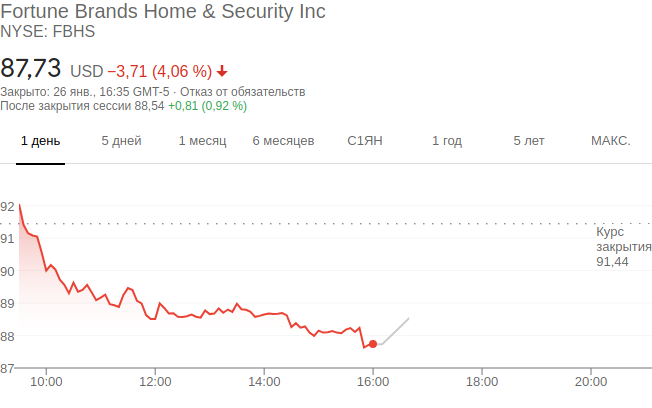 Fortune Brands Home & Security Inc
NYSE: FBHS
87,73 USD −3,71 (4,06 %)
Закрыто: 26 янв., 16:35 GMT-5 · Отказ от обязательств
После закрытия сессии 88,54 +0,81 (0,92 %)
1 день 5 дней 1 месяц 6 месяцев С1ЯН 1 год 5 лет МАКС.
92
Курс
91
закрытия
91,44
90
89
88
87
10:00 12:00 14:00 16:00 18:00 20:00